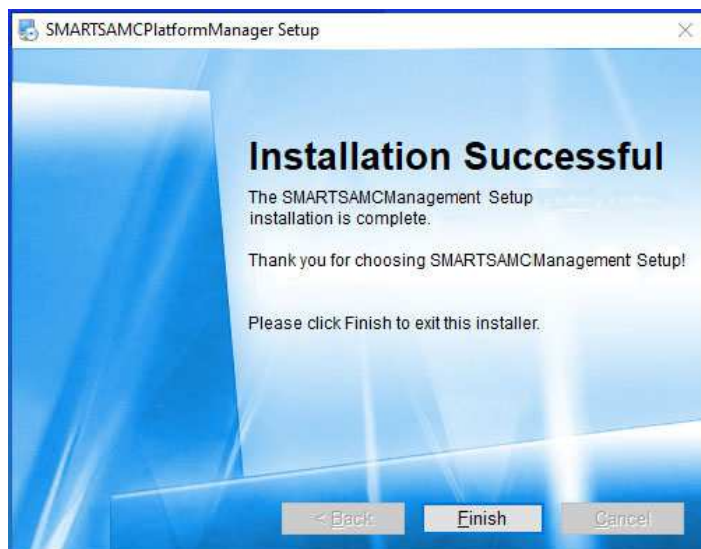 SMARTSAMCPlatformManager Setup
Installation Successful
The SMARTSAMCManagement Setup
installation is complete.
Thank you for choosing SMARTSAMCManagement Setup!
Please click Finish to exit this installer.
< Back
Finish
Cancel